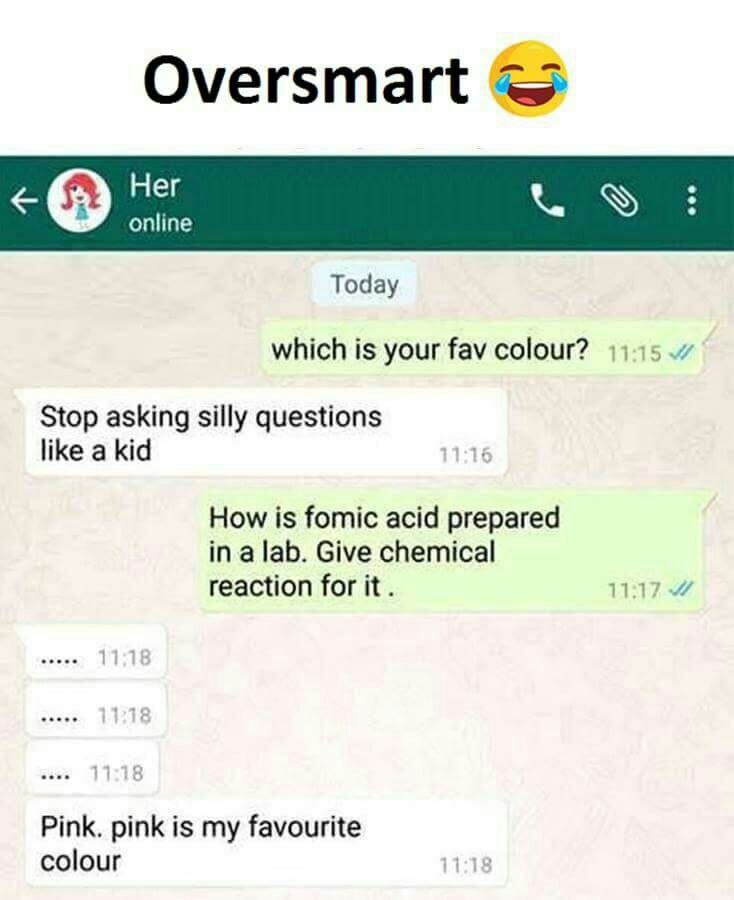 Oversmart 😂
Her
online
Today
which is your fav colour? 11:15
Stop asking silly questions
like a kid 11:16
How is fomic acid prepared
in a lab. Give chemical
reaction for it . 11:17
..... 11:18
..... 11:18
.... 11:18
Pink. pink is my favourite
colour 11:18